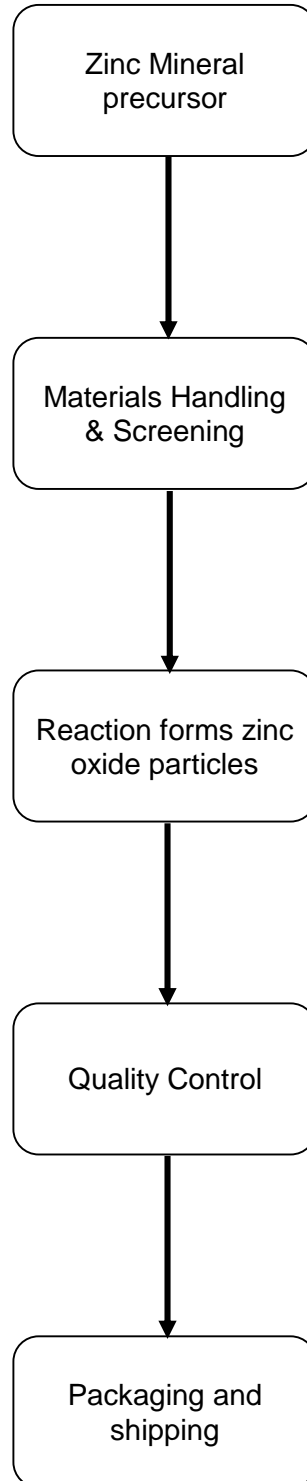 Zinc Mineral
precursor
Materials Handling
& Screening
Reaction forms zinc
oxide particles
Quality Control
Packaging and
shipping